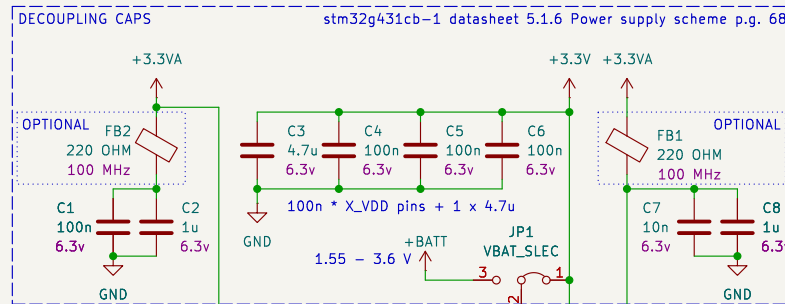 DECOUPLING CAPS
stm32g431cb-1 datasheet 5.1.6 Power supply scheme p.g. 68
+3.3VA
+3.3V
+3.3VA
OPTIONAL
FB2
220 OHM
100 MHz
C3
4.7u
6.3v
C4
100n
6.3v
C5
100n
6.3v
C6
100n
6.3v
OPTIONAL
FB1
220 OHM
100 MHz
C1
100n
6.3v
C2
1u
6.3v
GND
100n * X_VDD pins + 1 x 4.7u
C7
10n
6.3v
C8
1u
6.3v
GND
+BATT
1.55 - 3.6 V
JP1
VBAT_SLEC
3
1
2
GND